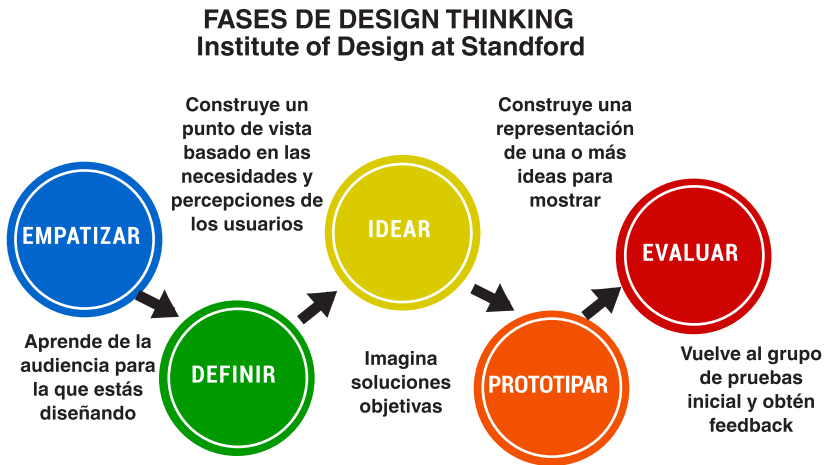 FASES DE DESIGN THINKING
Institute of Design at Standford
EMPATIZAR
Aprende de la
audiencia para
la que estás
diseñando
Construye un
punto de vista
basado en las
necesidades y
percepciones de
los usuarios
DEFINIR
IDEAR
Imagina
soluciones
objetivas
Construye una
representación
de una o más
ideas para
mostrar
PROTOTIPAR
EVALUAR
Vuelve al grupo
de pruebas
inicial y obtén
feedback